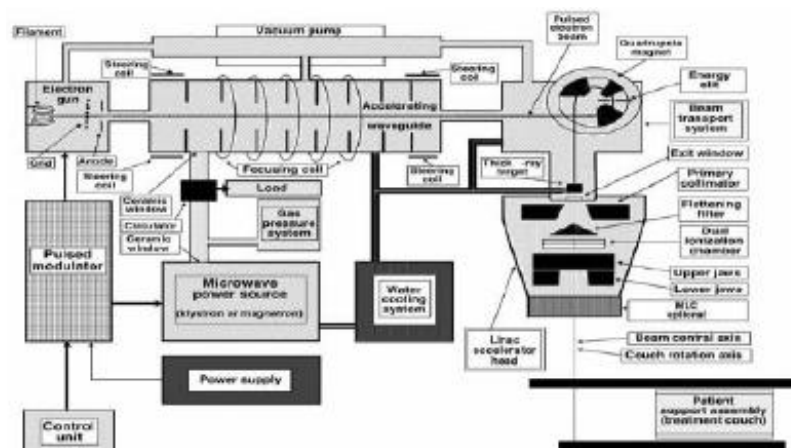 Filament
Vacuum pump
Steering
coil
Steering
coil
Pulsed
electron
beam
Quadrupole
magnet
Energy
slit
Electron
gun
Accelerating
waveguide
Beam
transport
system
Grid
Anode
Steering
coil
Focusing coil
Steering
coil
Exit window
Primary
collimator
Ceramic
window
Circulator
Ceramic
window
Load
Gas
pressure
system
Flattening
filter
Dual
ionization
chamber
Pulsed
modulator
Microwave
power source
(klystron or magnetron)
Water
cooling
system
Upper jaws
Lower jaws
MLC
optional
Linac
accelerator
head
Beam central axis
Couch rotation axis
Power supply
Control
unit
Patient
support assembly
(treatment couch)